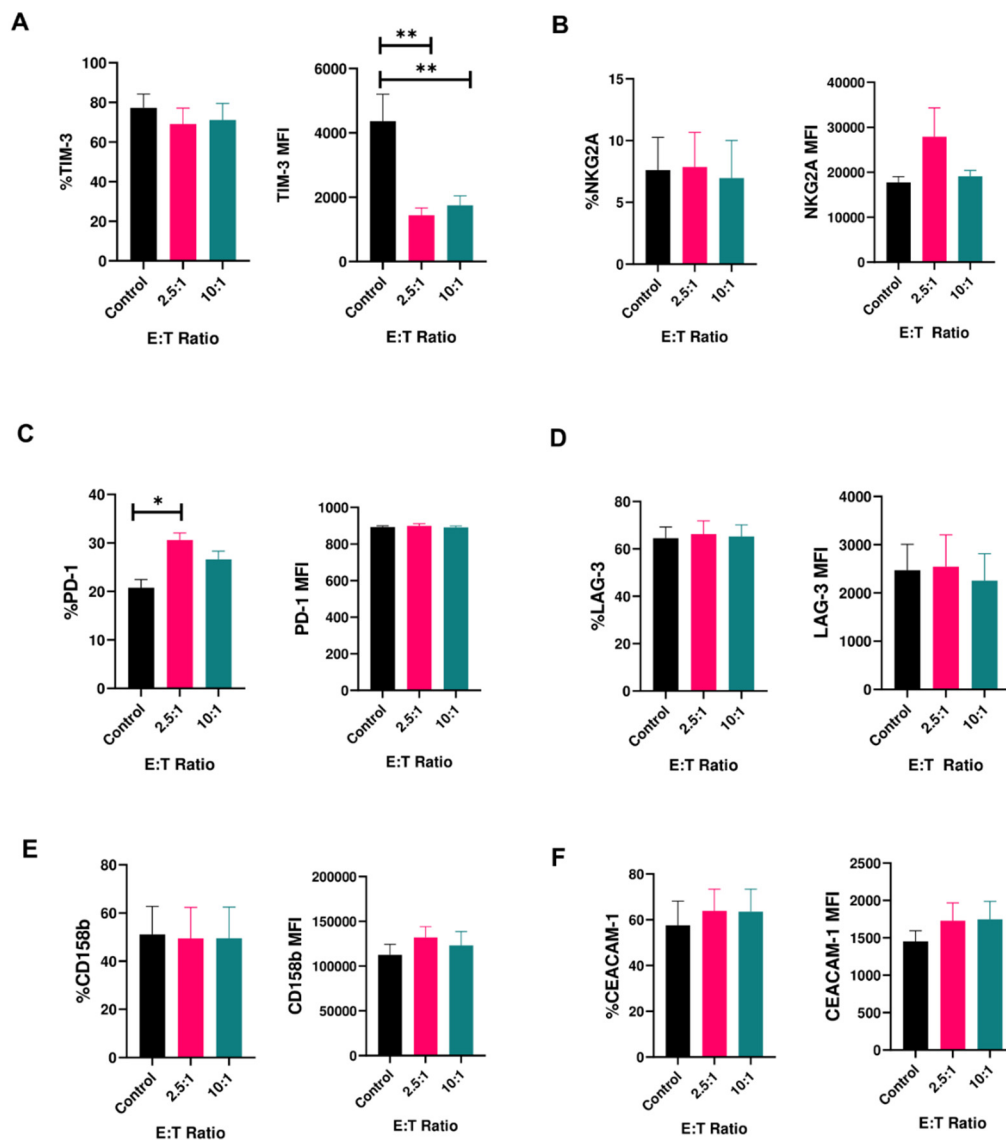 A
B
** **
100
80
60
40
20
0
%TIM-3
Control 2.5:1 10:1
E:T Ratio
6000
4000
2000
0
TIM-3 MFI
Control 2.5:1 10:1
E:T Ratio
15
10
5
0
%NKG2A
Control 2.5:1 10:1
E:T Ratio
40000
30000
20000
10000
0
NKG2A MFI
Control 2.5:1 10:1
E:T Ratio
C
D
*
40
30
20
10
0
%PD-1
Control 2.5:1 10:1
E:T Ratio
1000
800
600
400
200
0
PD-1 MFI
Control 2.5:1 10:1
E:T Ratio
80
60
40
20
0
%LAG-3
Control 2.5:1 10:1
E:T Ratio
4000
3000
2500
2000
1000
0
LAG-3 MFI
Control 2.5:1 10:1
E:T Ratio
E
F
80
60
40
20
0
%CD158b
Control 2.5:1 10:1
E:T Ratio
200000
150000
100000
50000
0
CD158b MFI
Control 2.5:1 10:1
E:T Ratio
80
60
40
20
0
%CEACAM-1
Control 2.5:1 10:1
E:T Ratio
2500
2000
1500
1000
500
0
CEACAM-1 MFI
Control 2.5:1 10:1
E:T Ratio